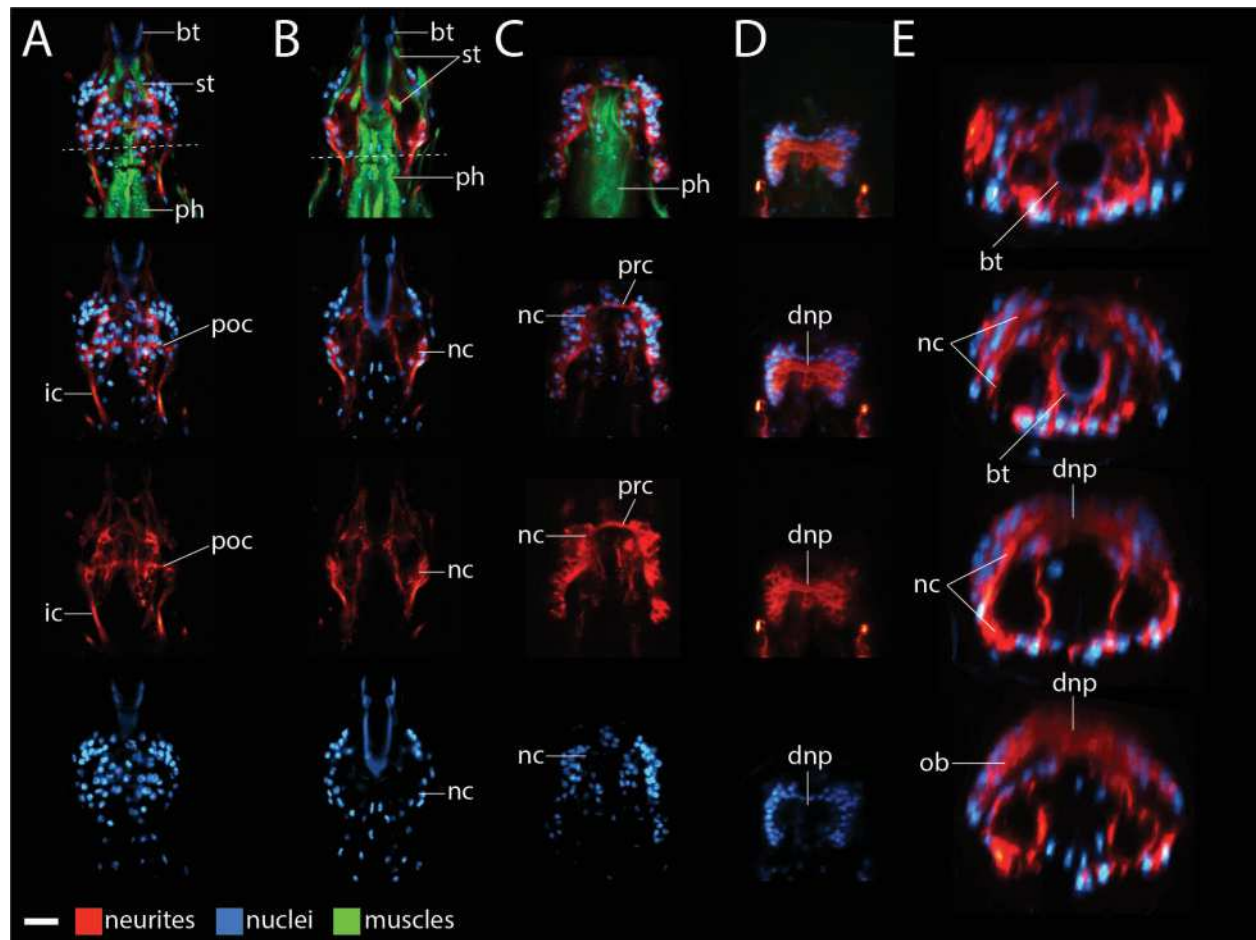 A
B
C
D
E
bt
bt
st
st
ph
ph
ph
bt
prc
poc
nc
dnp
nc
nc
ic
bt
prc
dnp
poc
nc
dnp
nc
nc
ic
dnp
nc
dnp
ob
nc
neurites nuclei muscles